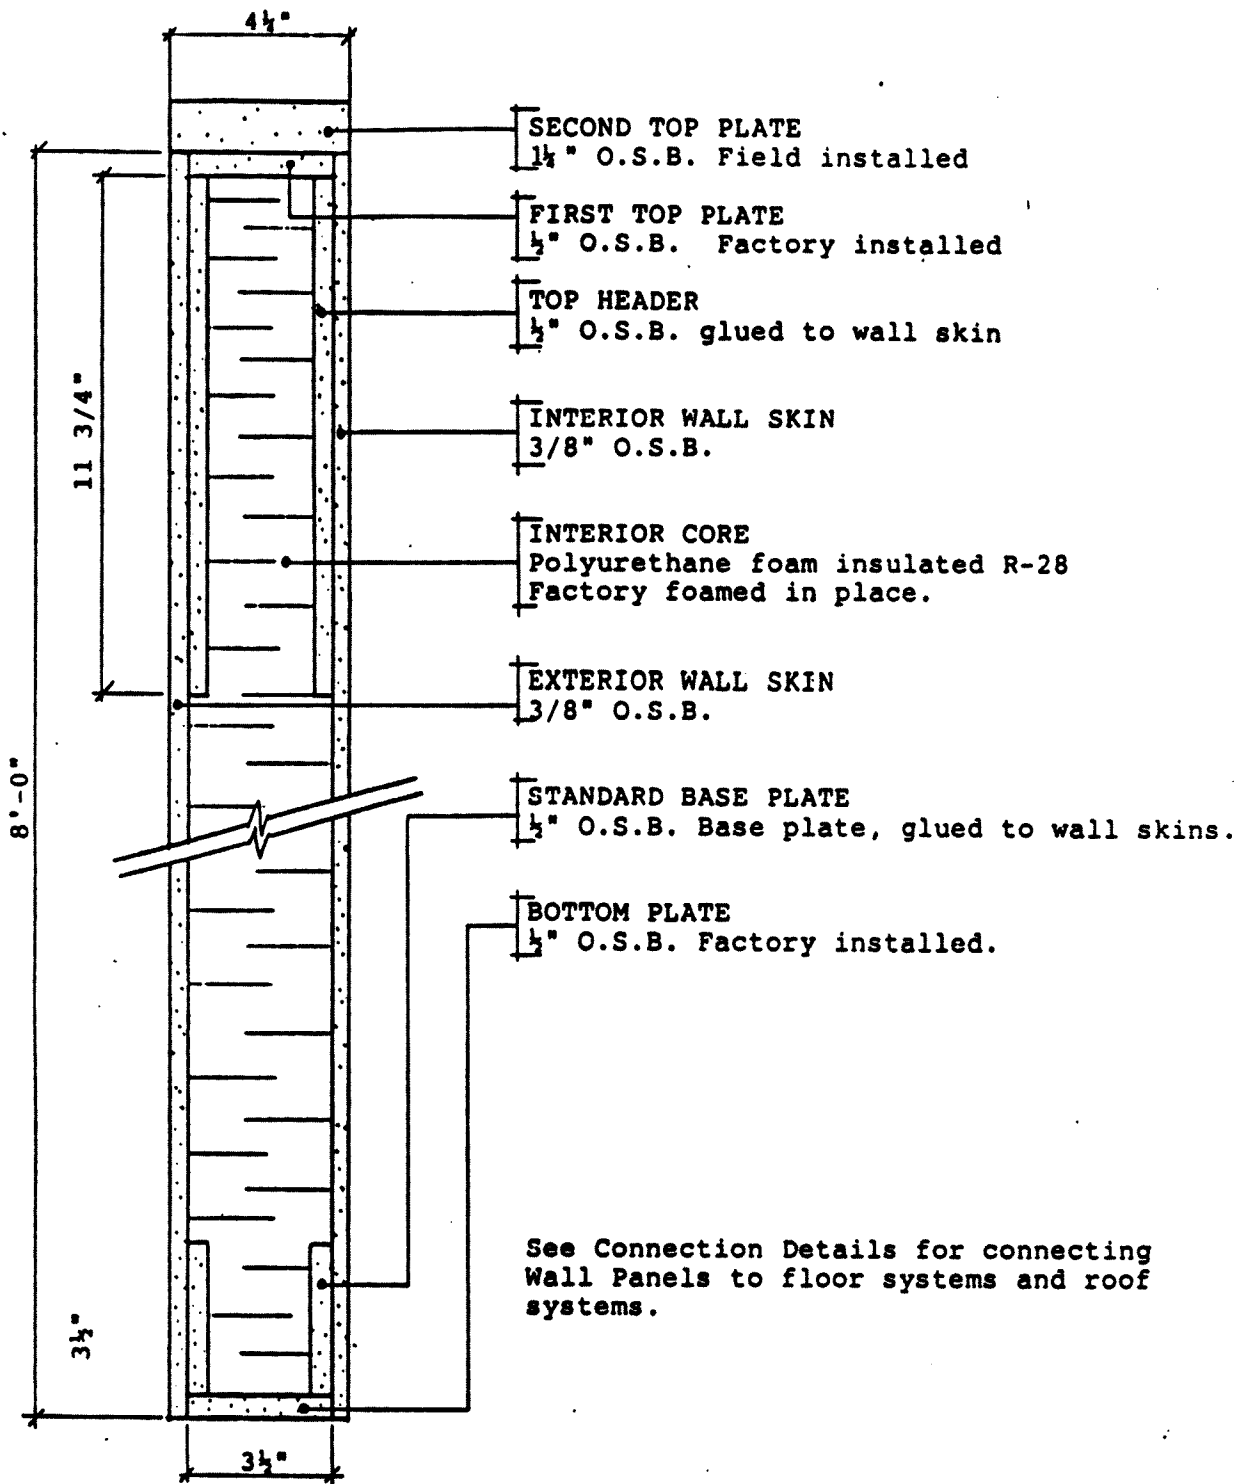 4¼"
SECOND TOP PLATE
1¼" O.S.B. Field installed
FIRST TOP PLATE
½" O.S.B. Factory installed
TOP HEADER
½" O.S.B. glued to wall skin
11 3/4"
INTERIOR WALL SKIN
3/8" O.S.B.
INTERIOR CORE
Polyurethane foam insulated R-28
Factory foamed in place.
EXTERIOR WALL SKIN
3/8" O.S.B.
8'-0"
STANDARD BASE PLATE
½" O.S.B. Base plate, glued to wall skins.
BOTTOM PLATE
½" O.S.B. Factory installed.
See Connection Details for connecting
Wall Panels to floor systems and roof
systems.
3½"
3½"